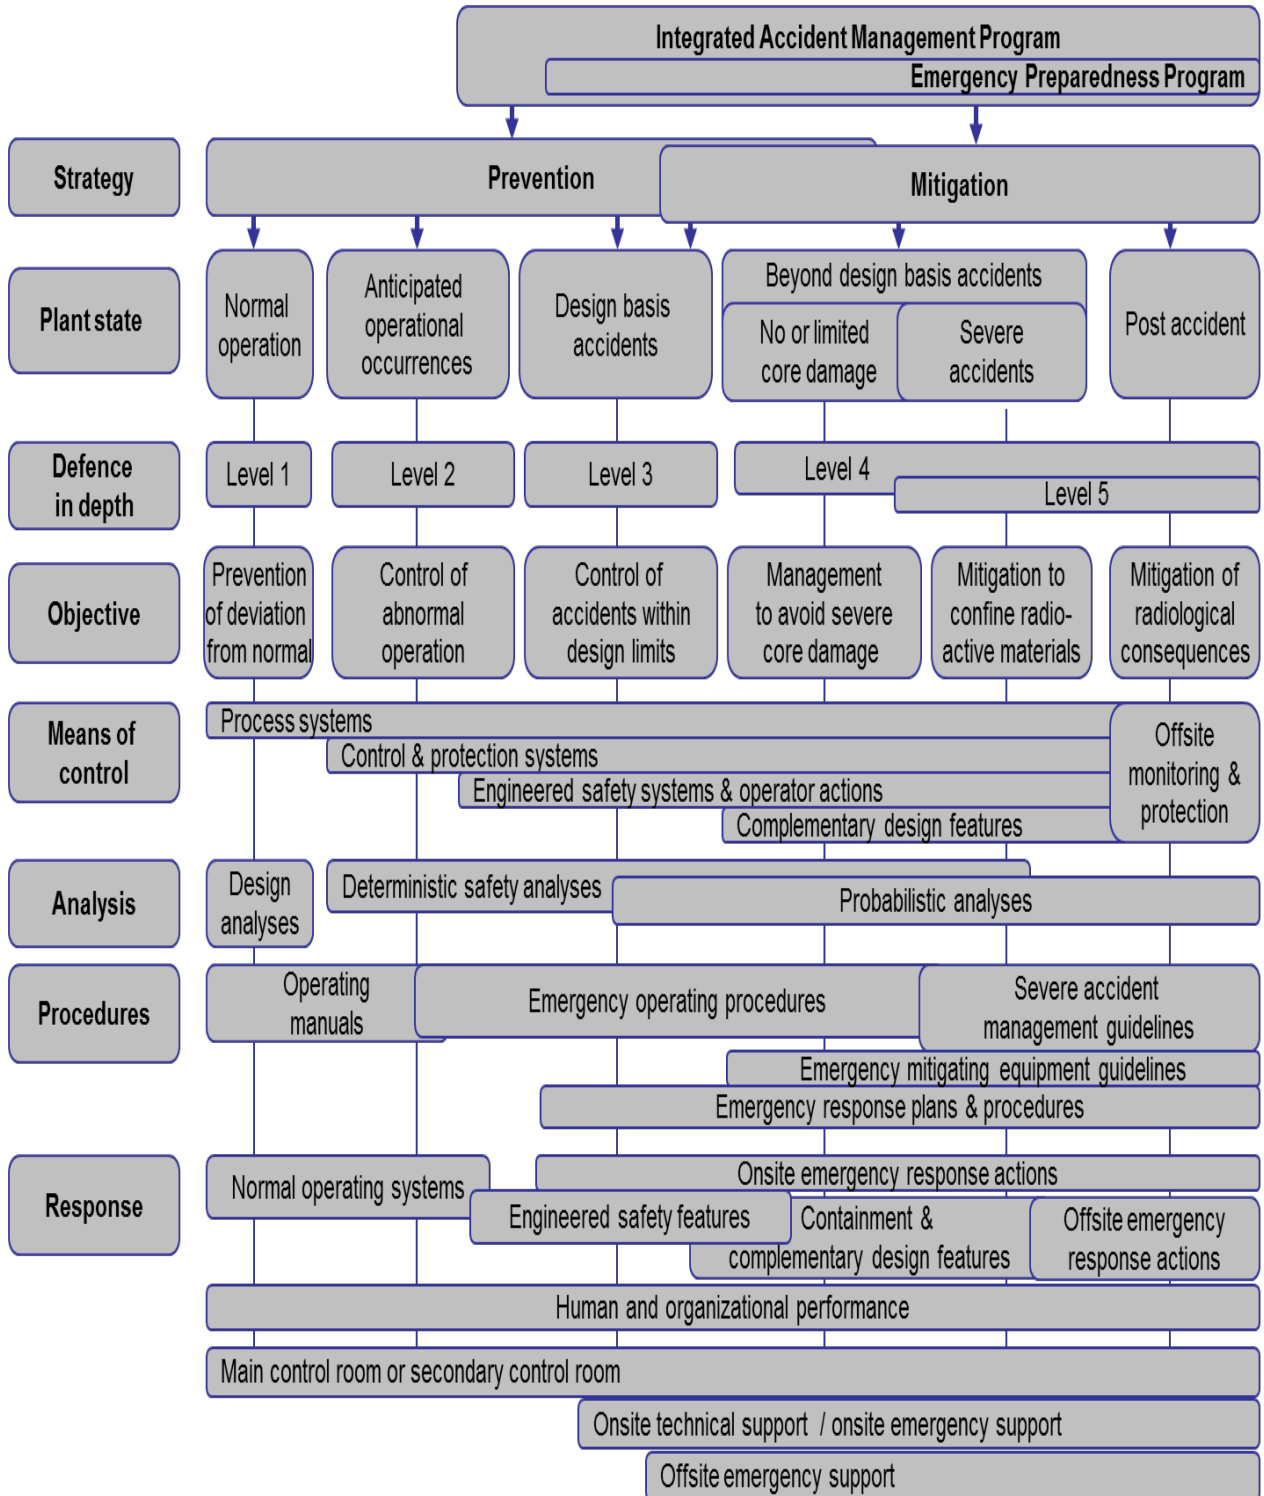 Integrated Accident Management Program
Emergency Preparedness Program
Strategy
Prevention
Mitigation
Plant state
Normal
operation
Anticipated
operational
occurrences
Design basis
accidents
Beyond design basis accidents
No or limited
core damage
Severe
accidents
Post accident
Defence
in depth
Level 1
Level 2
Level 3
Level 4
Level 5
Objective
Prevention
of deviation
from normal
Control of
abnormal
operation
Control of
accidents within
design limits
Management
to avoid severe
core damage
Mitigation to
confine radio-
active materials
Mitigation of
radiological
consequences
Means of
control
Process systems
Control & protection systems
Engineered safety systems & operator actions
Complementary design features
Offsite
monitoring &
protection
Analysis
Design
analyses
Deterministic safety analyses
Probabilistic analyses
Procedures
Operating
manuals
Emergency operating procedures
Severe accident
management guidelines
Emergency mitigating equipment guidelines
Emergency response plans & procedures
Response
Normal operating systems
Onsite emergency response actions
Engineered safety features
Containment &
complementary design features
Offsite emergency
response actions
Human and organizational performance
Main control room or secondary control room
Onsite technical support / onsite emergency support
Offsite emergency support